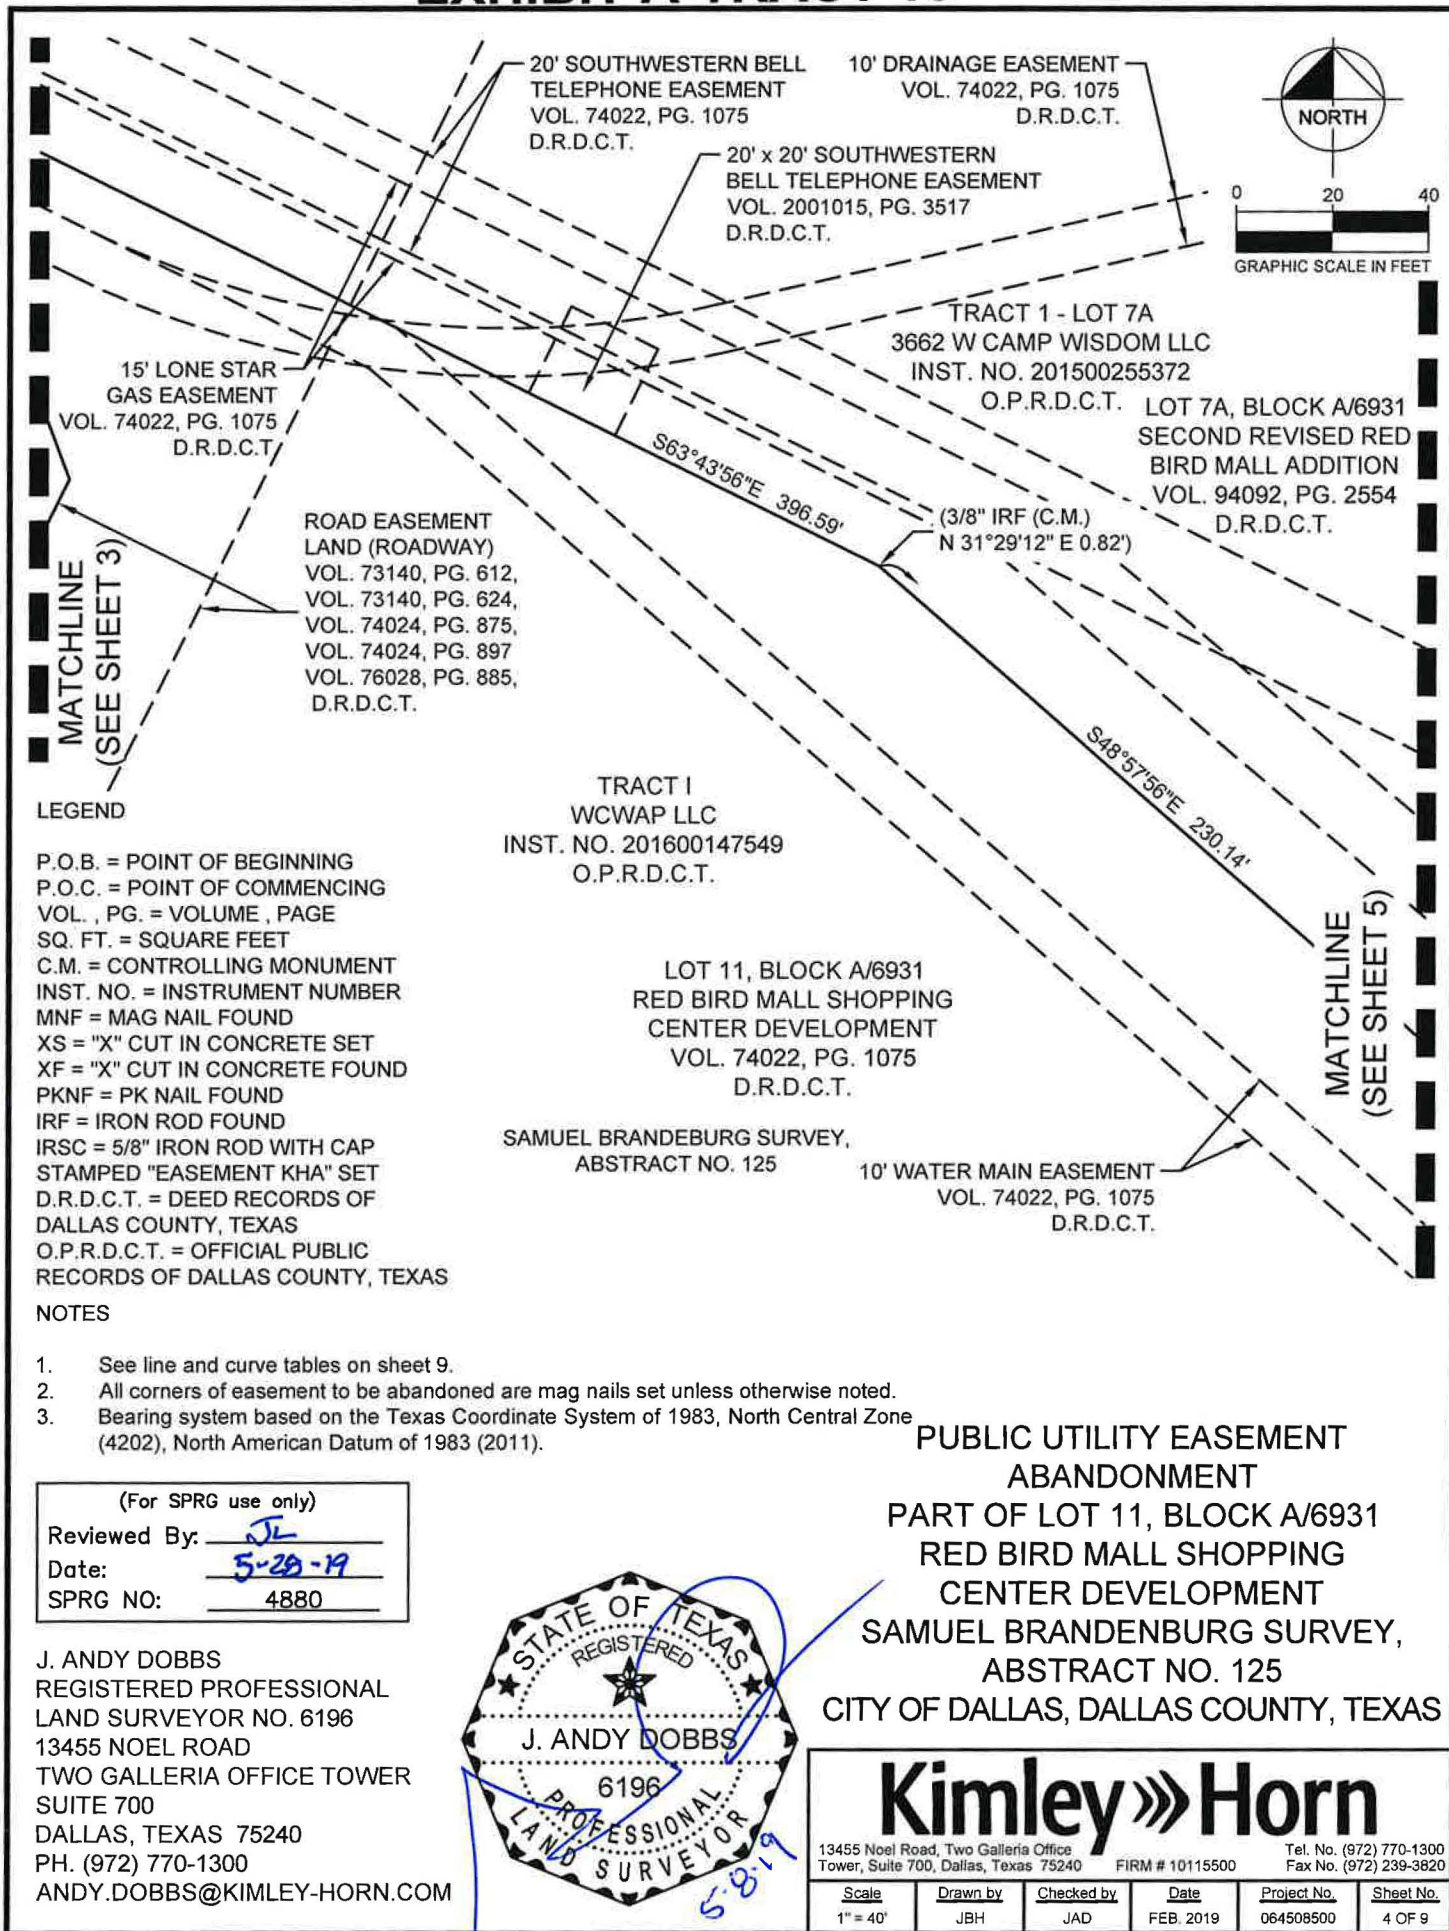 20' SOUTHWESTERN BELL
TELEPHONE EASEMENT
VOL. 74022, PG. 1075
D.R.D.C.T.
10' DRAINAGE EASEMENT
VOL. 74022, PG. 1075
D.R.D.C.T.
NORTH
20' x 20' SOUTHWESTERN
BELL TELEPHONE EASEMENT
VOL. 2001015, PG. 3517
D.R.D.C.T.
0 20 40
GRAPHIC SCALE IN FEET
TRACT 1 - LOT 7A
3662 W CAMP WISDOM LLC
INST. NO. 201500255372
O.P.R.D.C.T.
LOT 7A, BLOCK A/6931
SECOND REVISED RED
BIRD MALL ADDITION
VOL. 94092, PG. 2554
D.R.D.C.T.
15' LONE STAR
GAS EASEMENT
VOL. 74022, PG. 1075
D.R.D.C.T.
S63°43'56"E 396.59'
(3/8" IRF (C.M.)
N 31°29'12" E 0.82')
ROAD EASEMENT
LAND (ROADWAY)
VOL. 73140, PG. 612,
VOL. 73140, PG. 624,
VOL. 74024, PG. 875,
VOL. 74024, PG. 897
VOL. 76028, PG. 885,
D.R.D.C.T.
MATCHLINE
(SEE SHEET 3)
S48°57'56"E 230.14'
TRACT I
WCWAP LLC
INST. NO. 201600147549
O.P.R.D.C.T.
MATCHLINE
(SEE SHEET 5)
LOT 11, BLOCK A/6931
RED BIRD MALL SHOPPING
CENTER DEVELOPMENT
VOL. 74022, PG. 1075
D.R.D.C.T.
SAMUEL BRANDEBURG SURVEY,
ABSTRACT NO. 125
10' WATER MAIN EASEMENT
VOL. 74022, PG. 1075
D.R.D.C.T.
LEGEND
P.O.B. = POINT OF BEGINNING
P.O.C. = POINT OF COMMENCING
VOL. , PG. = VOLUME , PAGE
SQ. FT. = SQUARE FEET
C.M. = CONTROLLING MONUMENT
INST. NO. = INSTRUMENT NUMBER
MNF = MAG NAIL FOUND
XS = "X" CUT IN CONCRETE SET
XF = "X" CUT IN CONCRETE FOUND
PKNF = PK NAIL FOUND
IRF = IRON ROD FOUND
IRSC = 5/8" IRON ROD WITH CAP
STAMPED "EASEMENT KHA" SET
D.R.D.C.T. = DEED RECORDS OF
DALLAS COUNTY, TEXAS
O.P.R.D.C.T. = OFFICIAL PUBLIC
RECORDS OF DALLAS COUNTY, TEXAS
NOTES
1. See line and curve tables on sheet 9.
2. All corners of easement to be abandoned are mag nails set unless otherwise noted.
3. Bearing system based on the Texas Coordinate System of 1983, North Central Zone
(4202), North American Datum of 1983 (2011).
PUBLIC UTILITY EASEMENT
ABANDONMENT
PART OF LOT 11, BLOCK A/6931
RED BIRD MALL SHOPPING
CENTER DEVELOPMENT
SAMUEL BRANDENBURG SURVEY,
ABSTRACT NO. 125
CITY OF DALLAS, DALLAS COUNTY, TEXAS
(For SPRG use only)
Reviewed By: JL
Date: 5-28-19
SPRG NO: 4880
J. ANDY DOBBS
REGISTERED PROFESSIONAL
LAND SURVEYOR NO. 6196
13455 NOEL ROAD
TWO GALLERIA OFFICE TOWER
SUITE 700
DALLAS, TEXAS 75240
PH. (972) 770-1300
ANDY.DOBBS@KIMLEY-HORN.COM
STATE OF TEXAS
REGISTERED
J. ANDY DOBBS
6196
PROFESSIONAL
LAND SURVEYOR
5-8-19
Kimley»»Horn
13455 Noel Road, Two Galleria Office
Tower, Suite 700, Dallas, Texas 75240
FIRM # 10115500
Tel. No. (972) 770-1300
Fax No. (972) 239-3820
Scale Drawn by Checked by Date Project No. Sheet No.
1" = 40' JBH JAD FEB. 2019 064508500 4 OF 9